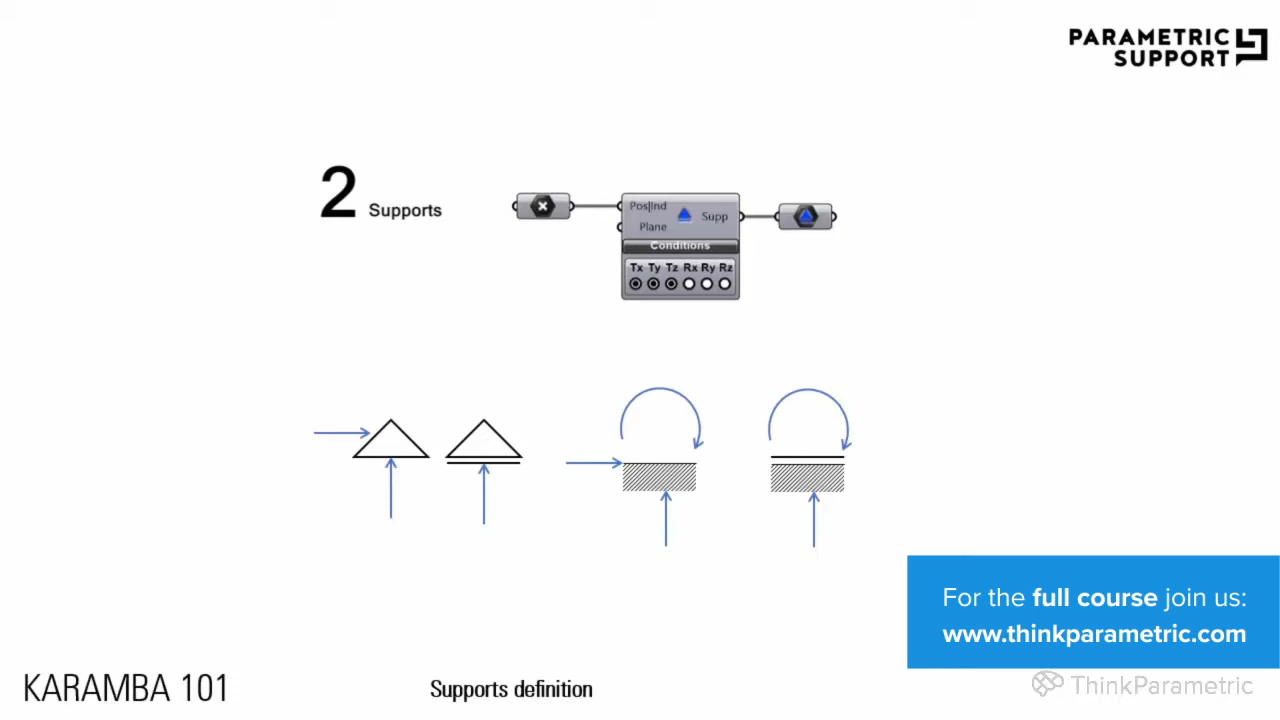 PARAMETRIC
SUPPORT
2 Supports
Pos|Ind
Supp
Plane
Conditions
Tx Ty Tz Rx Ry Rz
For the full course join us:
www.thinkparametric.com
KARAMBA 101
Supports definition
ThinkParametric